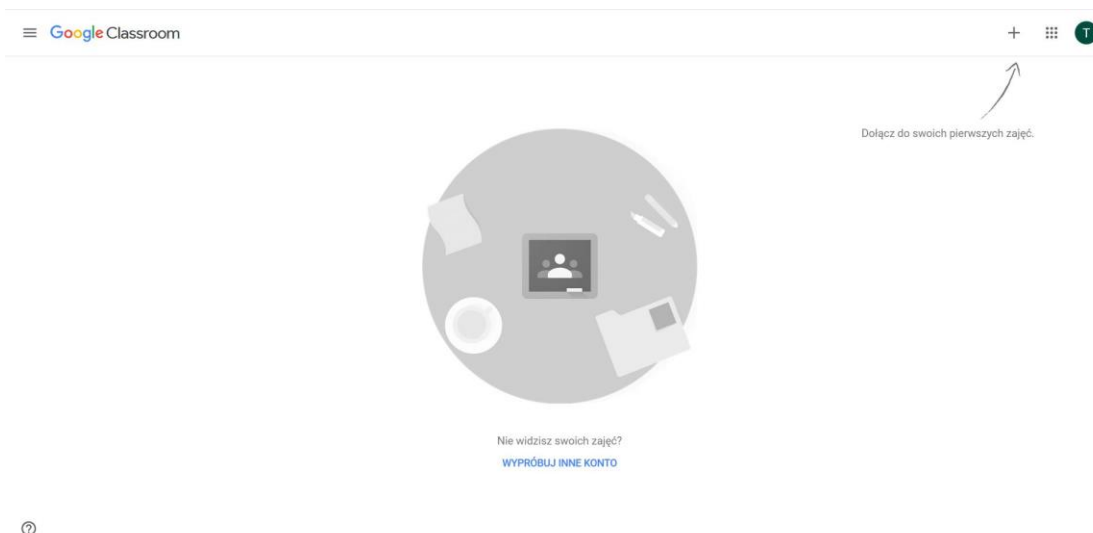 Google Classroom
T
Dołącz do swoich pierwszych zajęć.
Nie widzisz swoich zajęć?
WYPRÓBUJ INNE KONTO